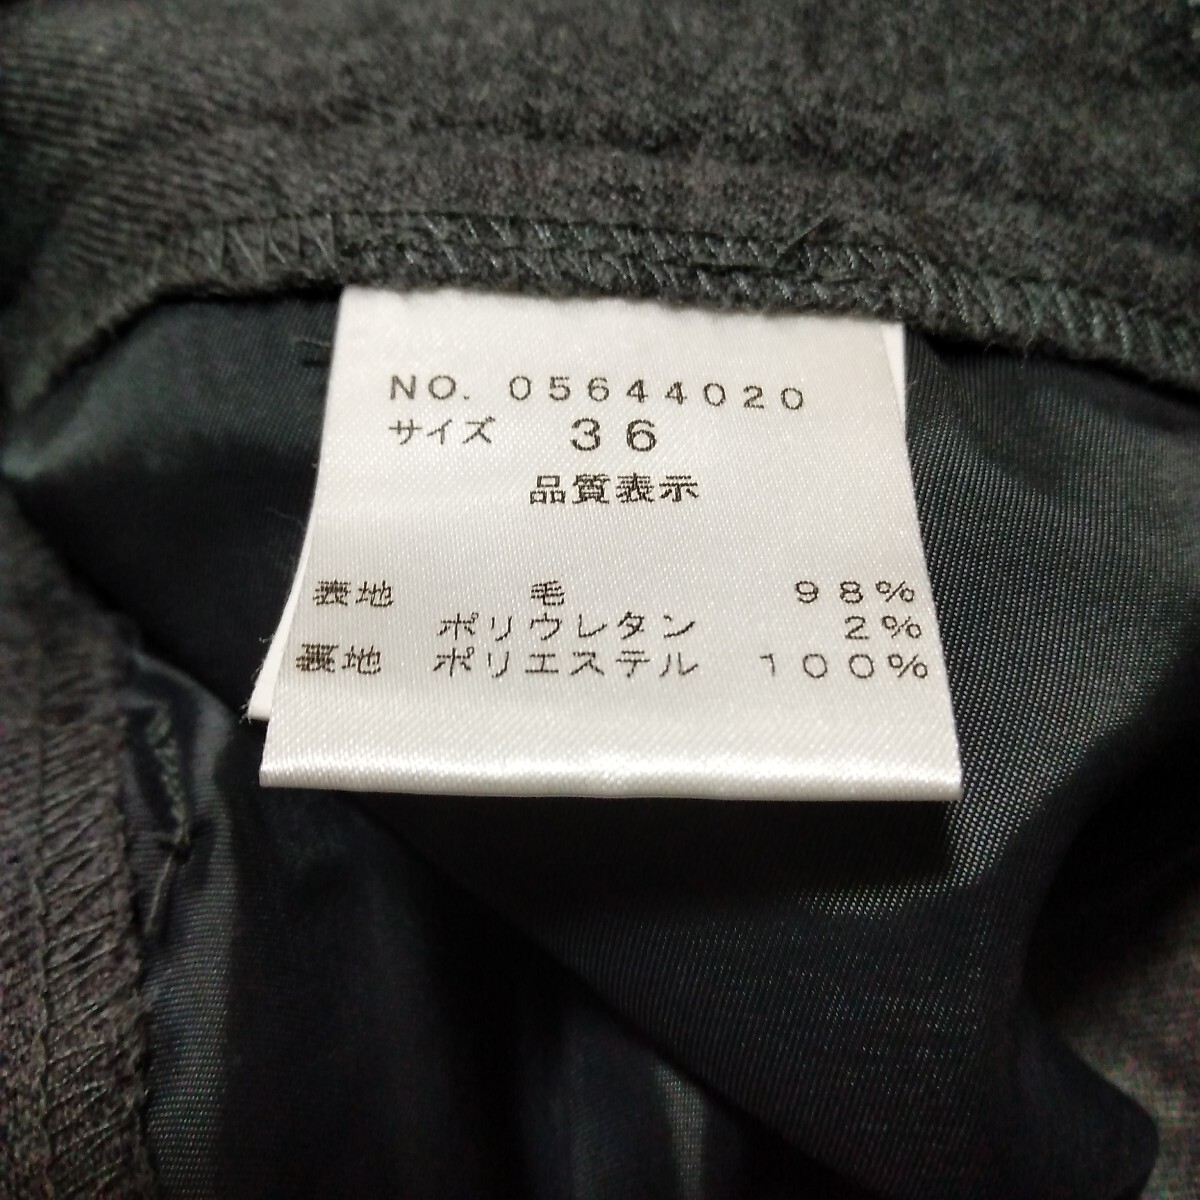 NO. 05644020
サイズ 36
品質表示
表地 毛 98%
ポリウレタン 2%
裏地 ポリエステル 100%